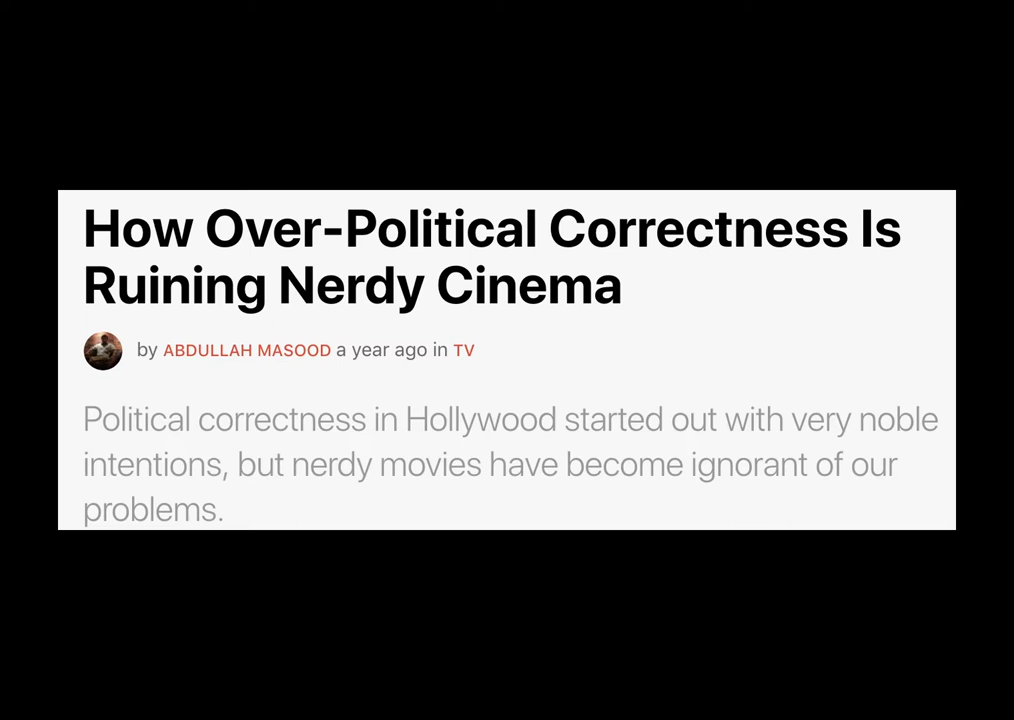 How Over-Political Correctness Is
Ruining Nerdy Cinema
by ABDULLAH MASOOD a year ago in TV
Political correctness in Hollywood started out with very noble
intentions, but nerdy movies have become ignorant of our
problems.